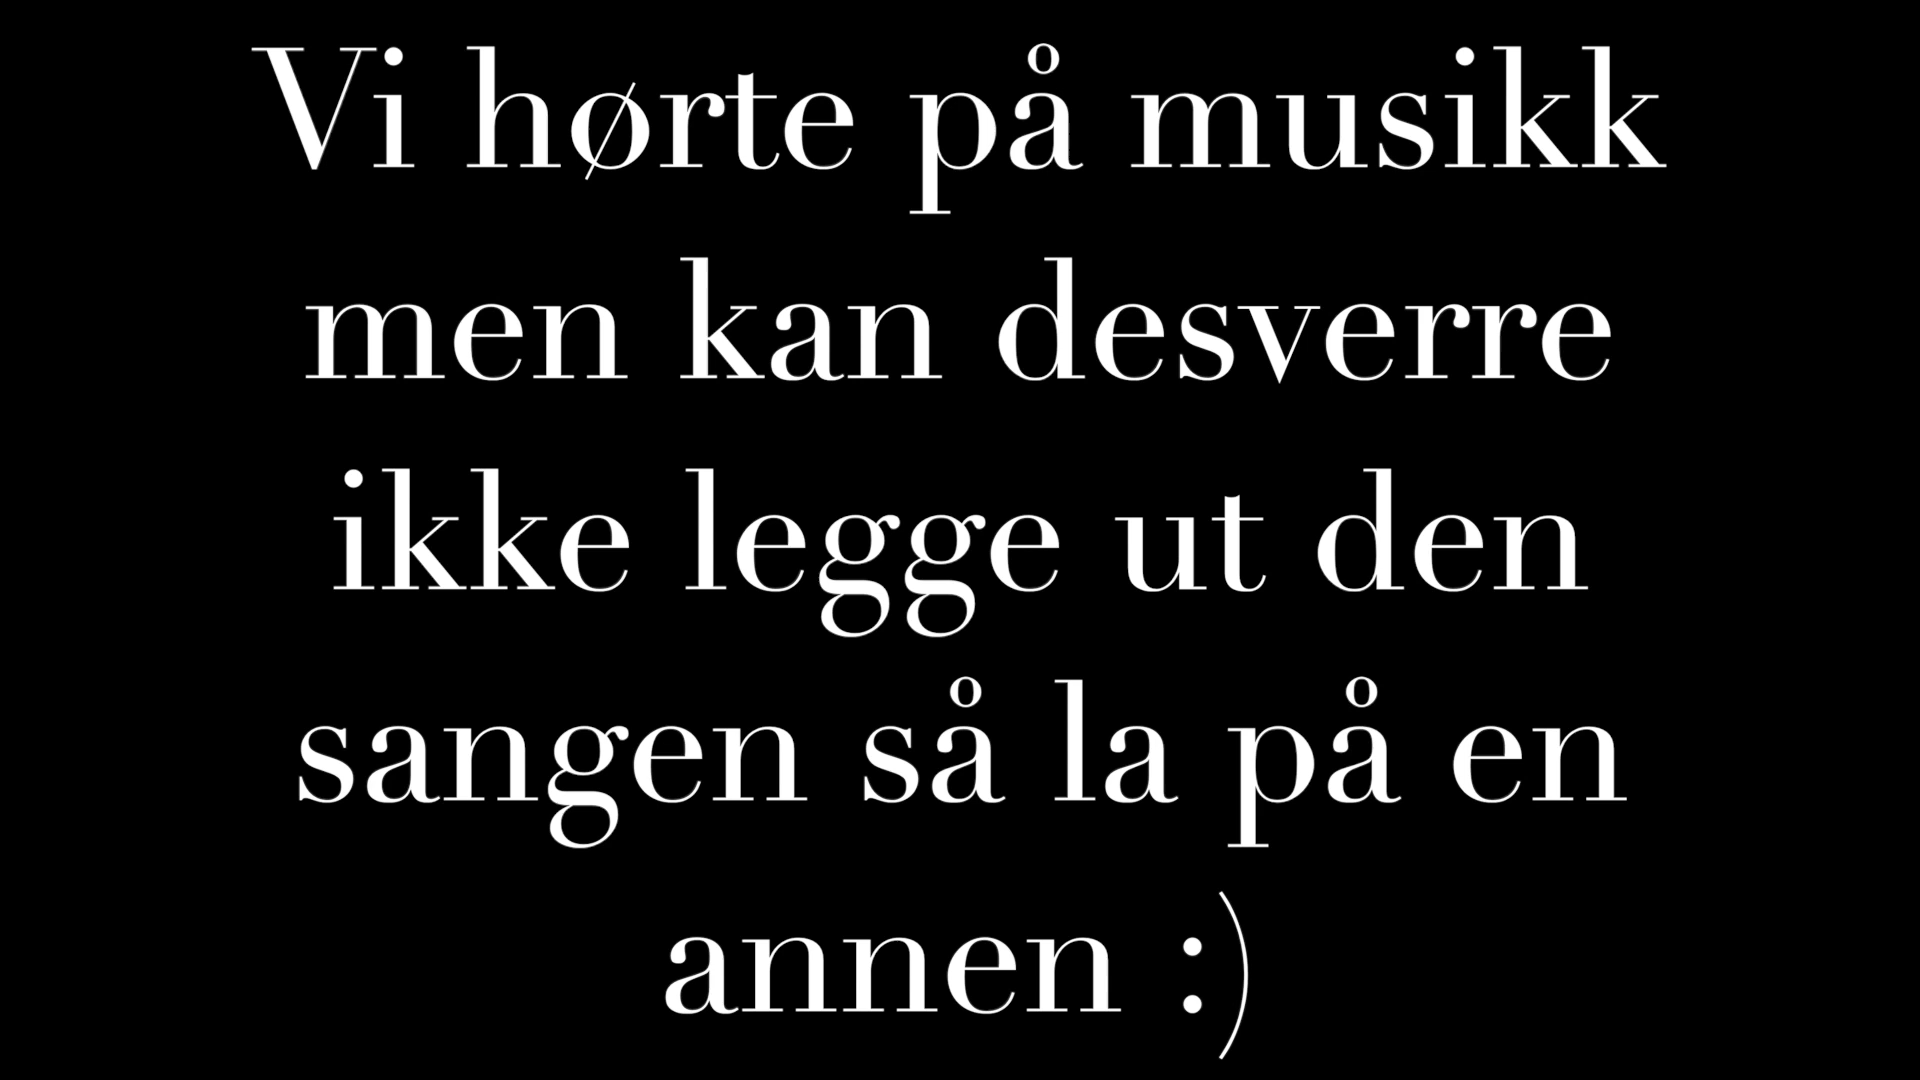 Vi hørte på musikk
men kan desverre
ikke legge ut den
sangen så la på en
annen :)